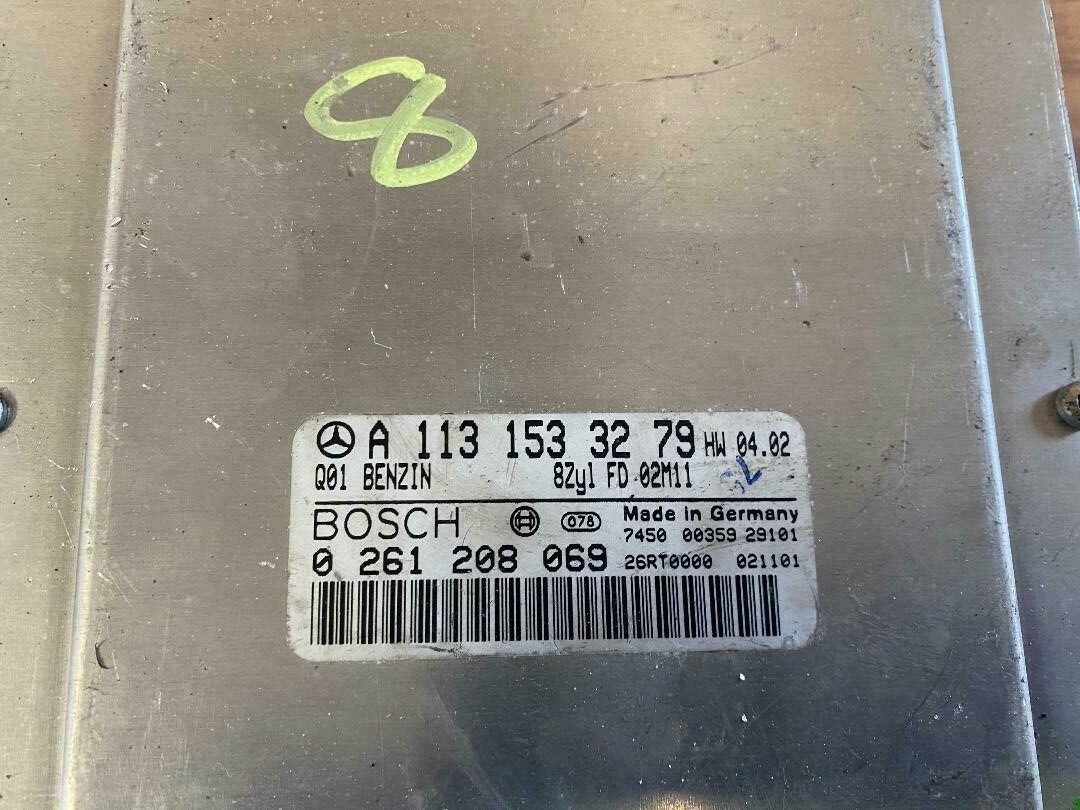 8
A 113 153 32 79 HW 04.02
Q01 BENZIN 8Zyl FD 02M11
BOSCH 078 Made in Germany
7450 00359 29101
0 261 208 069 26RT0000 021101